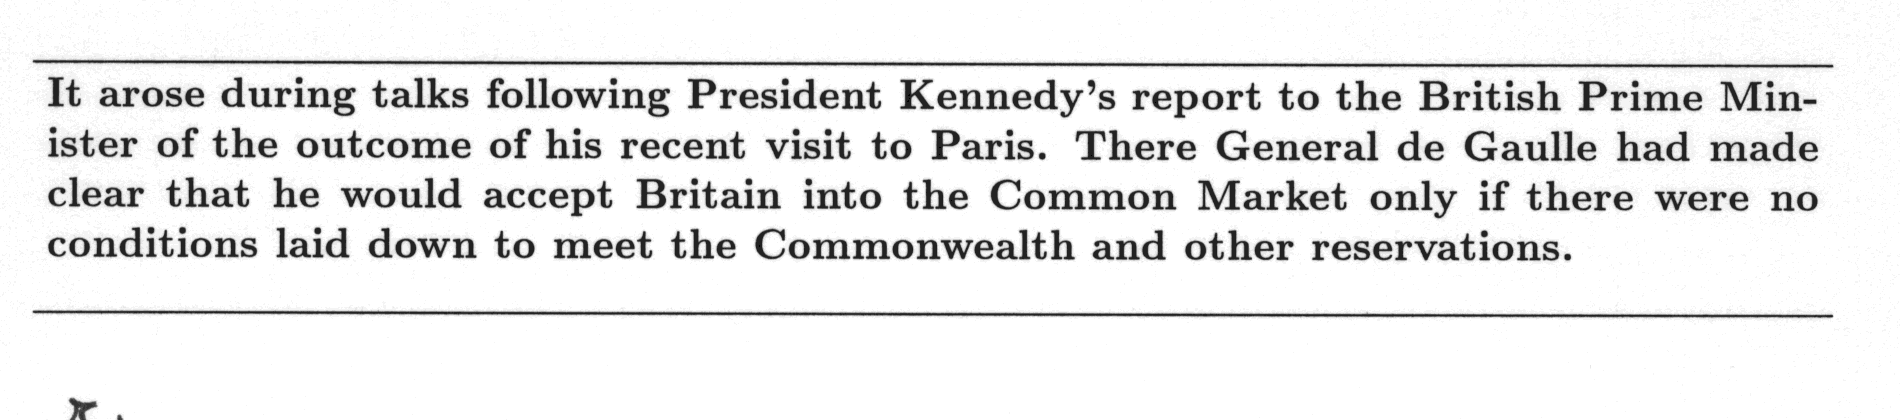 It arose during talks following President Kennedy's report to the British Prime Min-
ister of the outcome of his recent visit to Paris. There General de Gaulle had made
clear that he would accept Britain into the Common Market only if there were no
conditions laid down to meet the Commonwealth and other reservations.